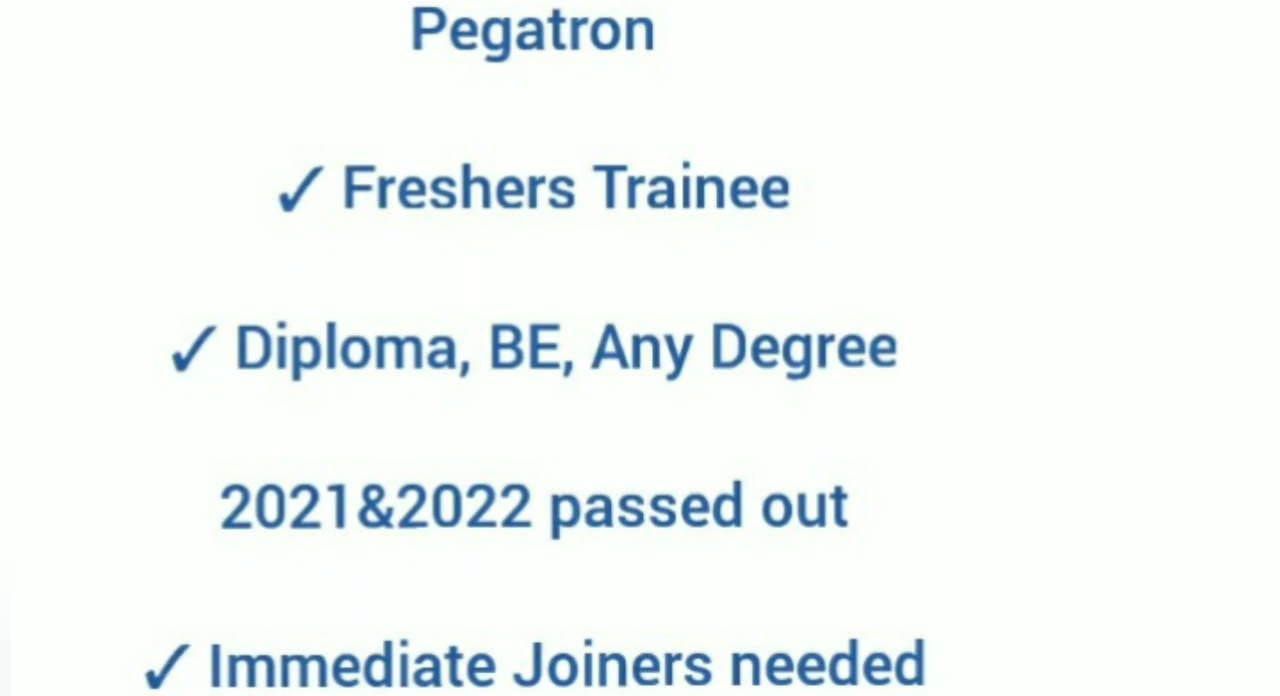 Pegatron
✓ Freshers Trainee
✓ Diploma, BE, Any Degree
2021&2022 passed out
✓ Immediate Joiners needed